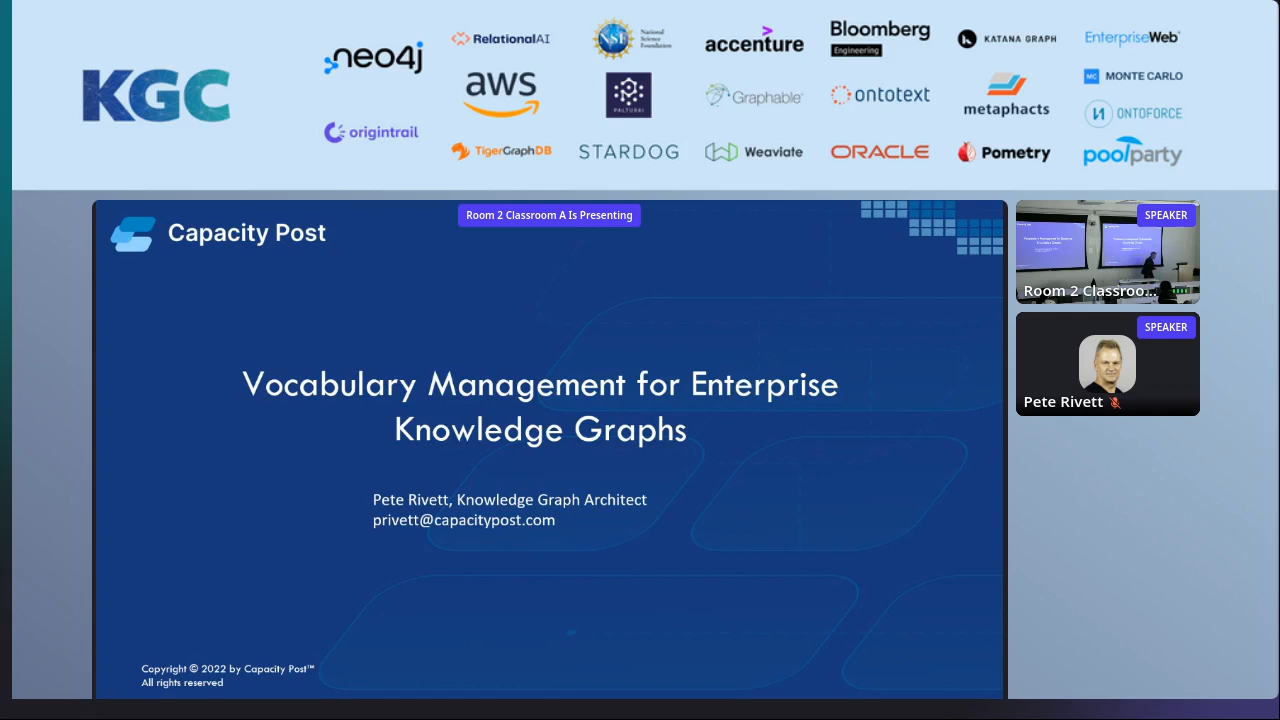 KGC
neo4j
origintrail
RelationalAI
aws
TigerGraphDB
NSF
National
Science
Foundation
PALTURAI
STARDOG
accenture
Graphable
Weaviate
Bloomberg
Engineering
ontotext
ORACLE
KATANA GRAPH
metaphacts
Pometry
EnterpriseWeb
MC MONTE CARLO
ONTOFORCE
poolparty
Capacity Post
Room 2 Classroom A Is Presenting
Vocabulary Management for Enterprise
Knowledge Graphs
Pete Rivett, Knowledge Graph Architect
privett@capacitypost.com
Copyright © 2022 by Capacity Post™
All rights reserved
SPEAKER
Room 2 Classroo...
SPEAKER
Pete Rivett